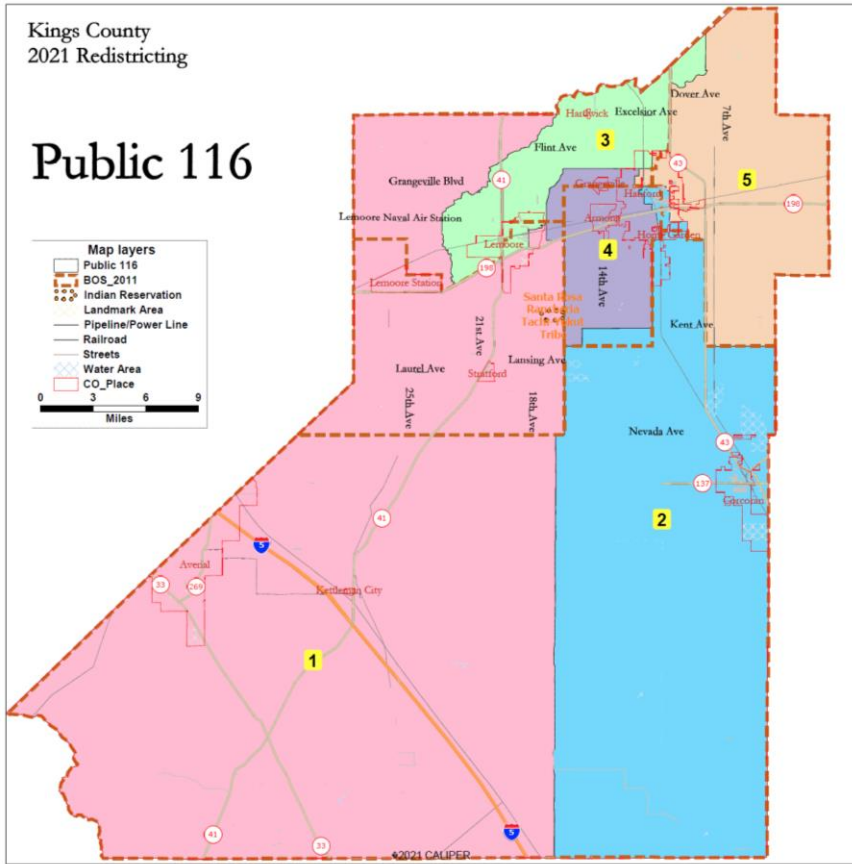 Kings County
2021 Redistricting
Public 116
Map layers
Public 116
BOS_2011
Indian Reservation
Landmark Area
Pipeline/Power Line
Railroad
Streets
Water Area
CO_Place
0 3 6 9
Miles
Dover Ave
Hardwick
Excelsior Ave
7th Ave
3
Flint Ave
43
5
41
Grangeville Blvd
Grangeville
Hanford
198
Lemoore Naval Air Station
Armona
Lemoore
Home Garden
4
198
14th Ave
Lemoore Station
Santa Rosa
Rancheria
Tachi Yokut
Tribe
21st Ave
Kent Ave
Lansing Ave
Laurel Ave
Stratford
25th Ave
18th Ave
Nevada Ave
43
137
Corcoran
41
2
5
Avenal
33
269
Kettleman City
1
41
33
5
©2021 CALIPER